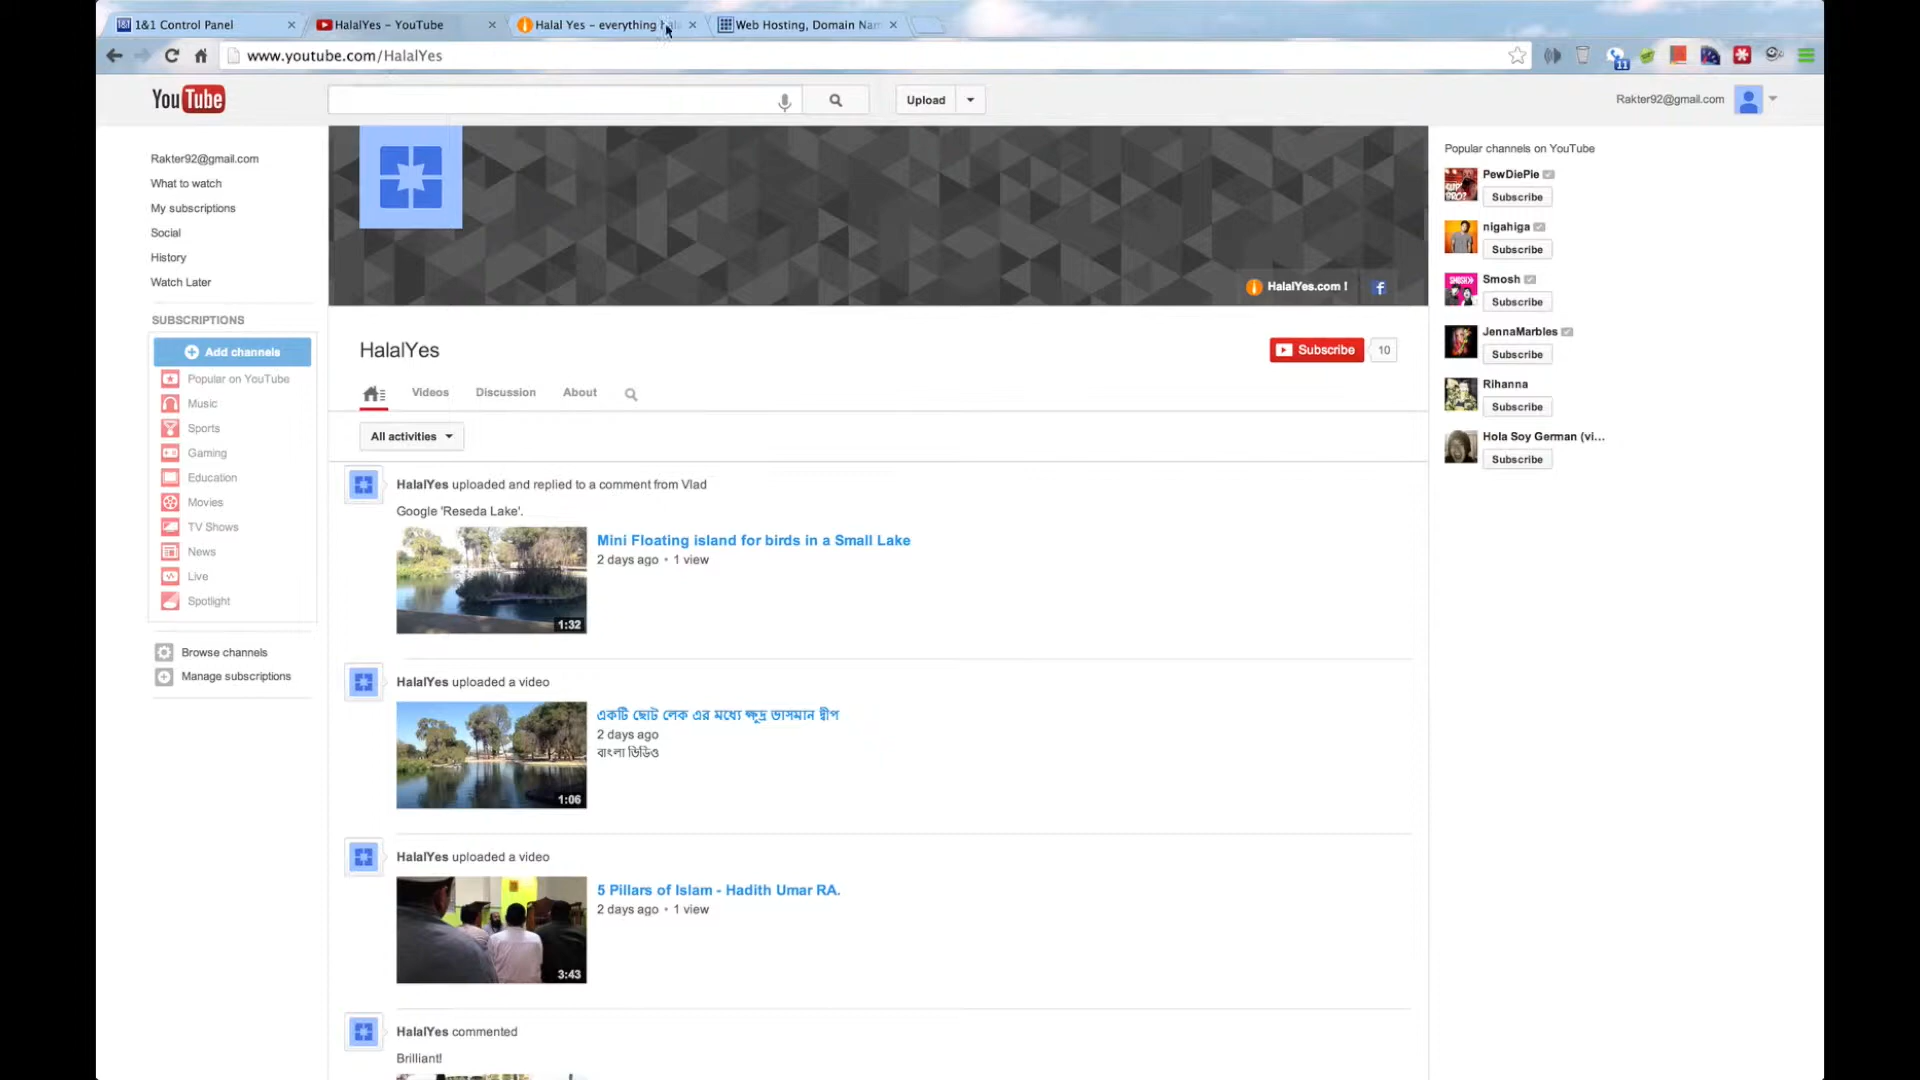 1&1 Control Panel
HalalYes - YouTube
Halal Yes - everything
Web Hosting, Domain Nam
www.youtube.com/HalalYes
11
YouTube
Upload
Rakter92@gmail.com
Rakter92@gmail.com
What to watch
My subscriptions
Social
History
Watch Later
SUBSCRIPTIONS
Add channels
Popular on YouTube
Music
Sports
Gaming
Education
Movies
TV Shows
News
Live
Spotlight
Browse channels
Manage subscriptions
HalalYes.com !
HalalYes
Subscribe 10
Videos Discussion About
All activities
HalalYes uploaded and replied to a comment from Vlad
Google 'Reseda Lake'.
Mini Floating island for birds in a Small Lake
2 days ago • 1 view
1:32
HalalYes uploaded a video
একটি ছোট লেক এর মধ্যে ক্ষুদ্র ভাসমান দ্বীপ
2 days ago
বাংলা ভিডিও
1:06
HalalYes uploaded a video
5 Pillars of Islam - Hadith Umar RA.
2 days ago • 1 view
3:43
HalalYes commented
Brilliant!
Popular channels on YouTube
PewDiePie
Subscribe
nigahiga
Subscribe
Smosh
Subscribe
JennaMarbles
Subscribe
Rihanna
Subscribe
Hola Soy German (vi...
Subscribe